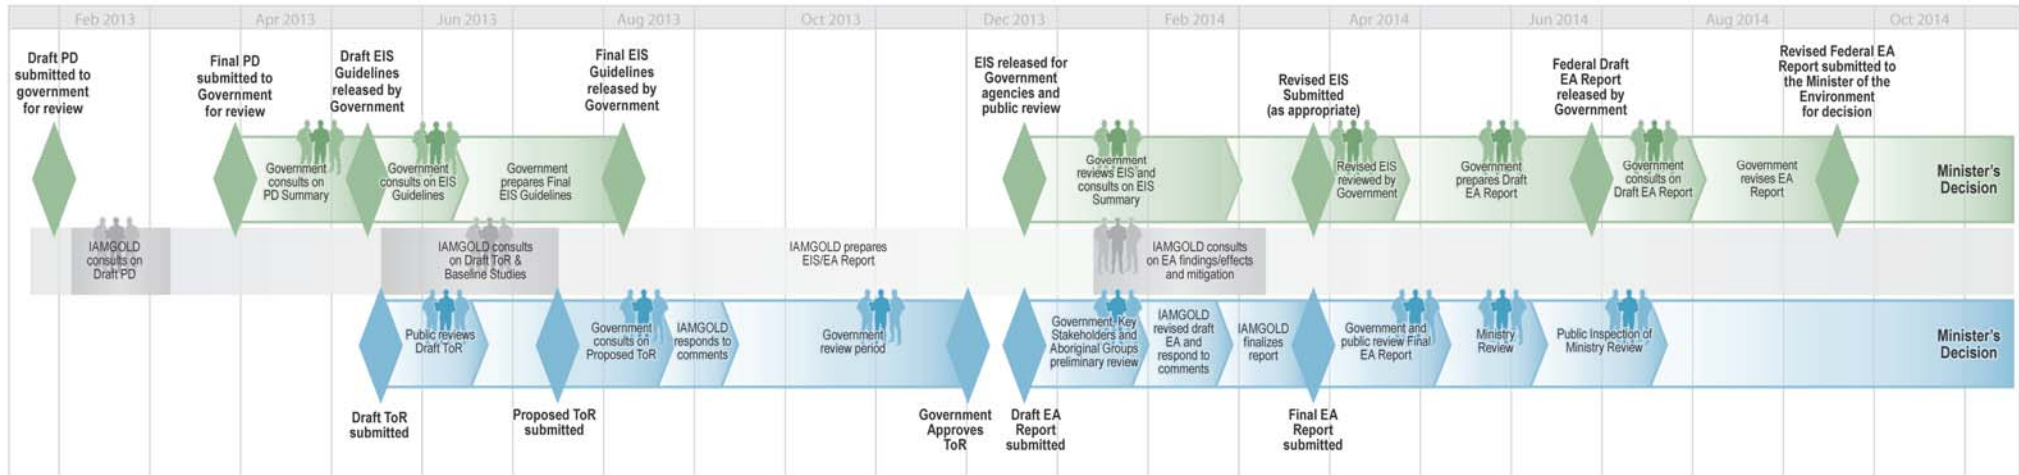 Feb 2013
Apr 2013
Jun 2013
Aug 2013
Oct 2013
Dec 2013
Feb 2014
Apr 2014
Jun 2014
Aug 2014
Oct 2014
Draft PD
submitted to
government
for review
Final PD
submitted to
Government
for review
Draft EIS
Guidelines
released by
Government
Final EIS
Guidelines
released by
Government
EIS released for
Government
agencies and
public review
Revised EIS
Submitted
(as appropriate)
Federal Draft
EA Report
released by
Government
Revised Federal EA
Report submitted to
the Minister of the
Environment
for decision
Government
consults on
PD Summary
Government
consults on EIS
Guidelines
Government
prepares Final
EIS Guidelines
Government
reviews EIS and
consults on EIS
Summary
Revised EIS
reviewed by
Government
Government
prepares Draft
EA Report
Government
consults on
Draft EA Report
Government
revises EA
Report
Minister's
Decision
IAMGOLD
consults on
Draft PD
IAMGOLD consults
on Draft ToR &
Baseline Studies
IAMGOLD prepares
EIS/EA Report
IAMGOLD consults
on EA findings/effects
and mitigation
Public reviews
Draft ToR
Government
consults on
Proposed ToR
IAMGOLD
responds to
comments
Government
review period
Government, Key
Stakeholders and
Aboriginal Groups
preliminary review
IAMGOLD
revised draft
EA and
respond to
comments
IAMGOLD
finalizes
report
Government and
public review Final
EA Report
Ministry
Review
Public Inspection of
Ministry Review
Minister's
Decision
Draft ToR
submitted
Proposed ToR
submitted
Government
Approves
ToR
Draft EA
Report
submitted
Final EA
Report
submitted